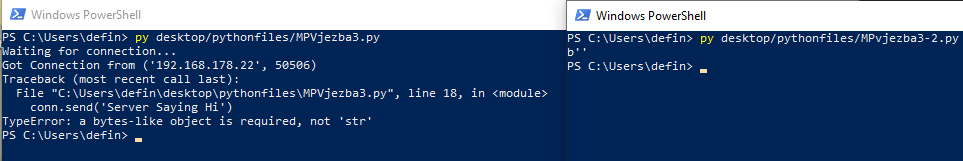 Windows PowerShell
PS C:\Users\defin> py desktop/pythonfiles/MPVjezba3.py
Waiting for connection...
Got Connection from ('192.168.178.22', 50506)
Traceback (most recent call last):
  File "C:\Users\defin\desktop\pythonfiles\MPVjezba3.py", line 18, in <module>
    conn.send('Server Saying Hi')
TypeError: a bytes-like object is required, not 'str'
PS C:\Users\defin>
Windows PowerShell
PS C:\Users\defin> py desktop/pythonfiles/MPvjezba3-2.py
b''
PS C:\Users\defin>